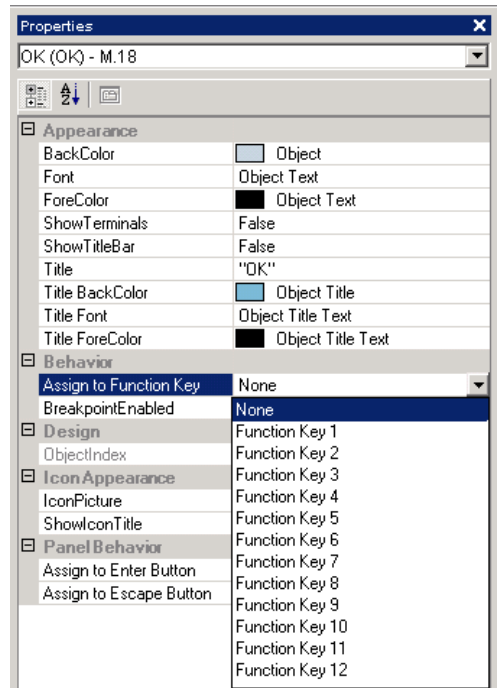 Properties
OK (OK) - M.18
Appearance
BackColor Object
Font Object Text
ForeColor Object Text
ShowTerminals False
ShowTitleBar False
Title "OK"
Title BackColor Object Title
Title Font Object Title Text
Title ForeColor Object Title Text
Behavior
Assign to Function Key None
BreakpointEnabled None
Design Function Key 1
ObjectIndex Function Key 2
Icon Appearance Function Key 3
IconPicture Function Key 4
ShowIconTitle Function Key 5
Panel Behavior Function Key 6
Assign to Enter Button Function Key 7
Assign to Escape Button Function Key 8
Function Key 9
Function Key 10
Function Key 11
Function Key 12